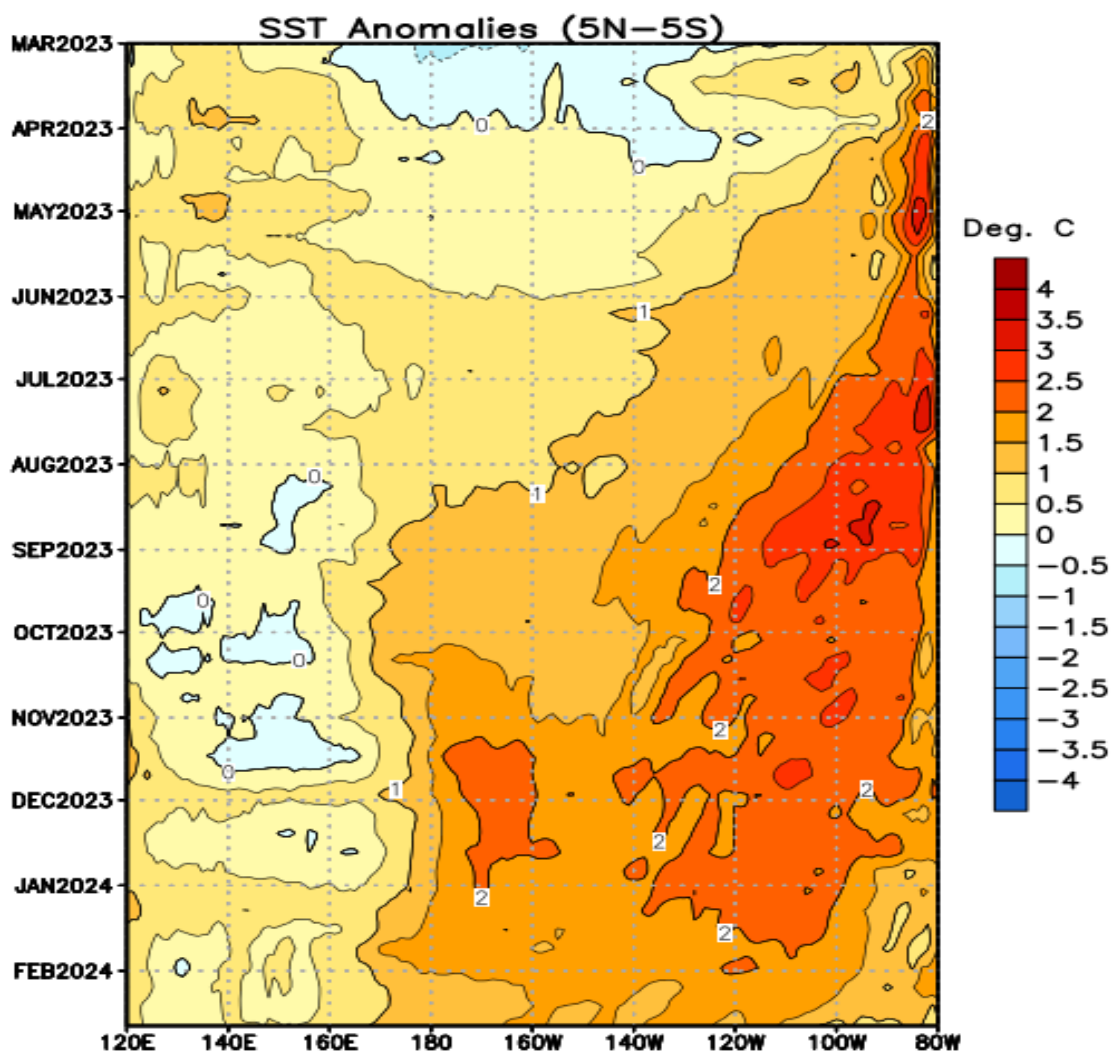 SST Anomalies (5N−5S)
MAR2023
APR2023
MAY2023
JUN2023
JUL2023
AUG2023
SEP2023
OCT2023
NOV2023
DEC2023
JAN2024
FEB2024
120E 140E 160E 180 160W 140W 120W 100W 80W
0
2
0
1
0
1
2
0
0
2
0
1
2
2
2
2
Deg. C
4
3.5
3
2.5
2
1.5
1
0.5
0
−0.5
−1
−1.5
−2
−2.5
−3
−3.5
−4